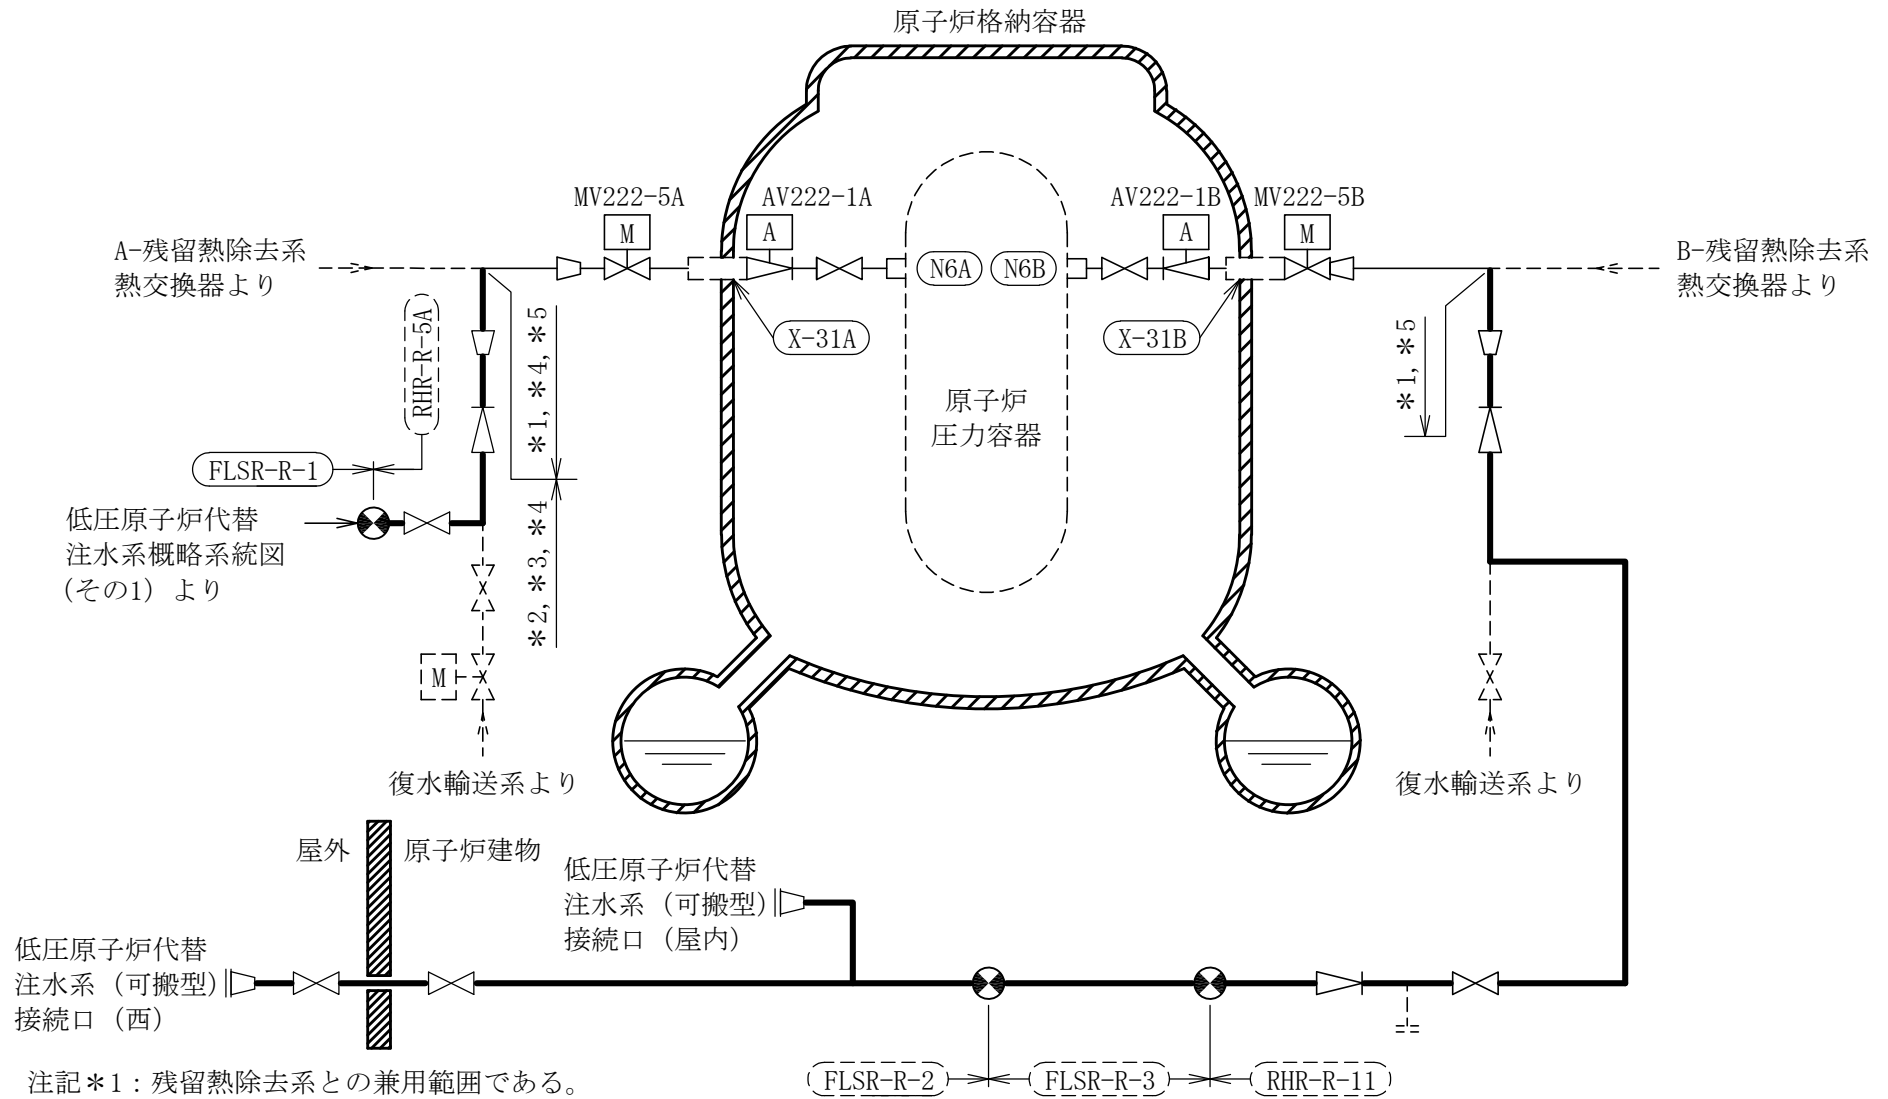 原子炉格納容器
MV222-5A
AV222-1A
AV222-1B
MV222-5B
M
A
A
M
A-残留熱除去系
熱交換器より
N6A
N6B
B-残留熱除去系
熱交換器より
X-31A
X-31B
RHR-R-5A
＊1,＊4,＊5
＊1,＊5
原子炉
圧力容器
FLSR-R-1
低圧原子炉代替
注水系概略系統図
(その1) より
＊2,＊3,＊4
M
復水輸送系より
復水輸送系より
屋外
原子炉建物
低圧原子炉代替
注水系（可搬型）
接続口（屋内）
低圧原子炉代替
注水系（可搬型）
接続口（西）
FLSR-R-2
FLSR-R-3
RHR-R-11
注記＊1：残留熱除去系との兼用範囲である。